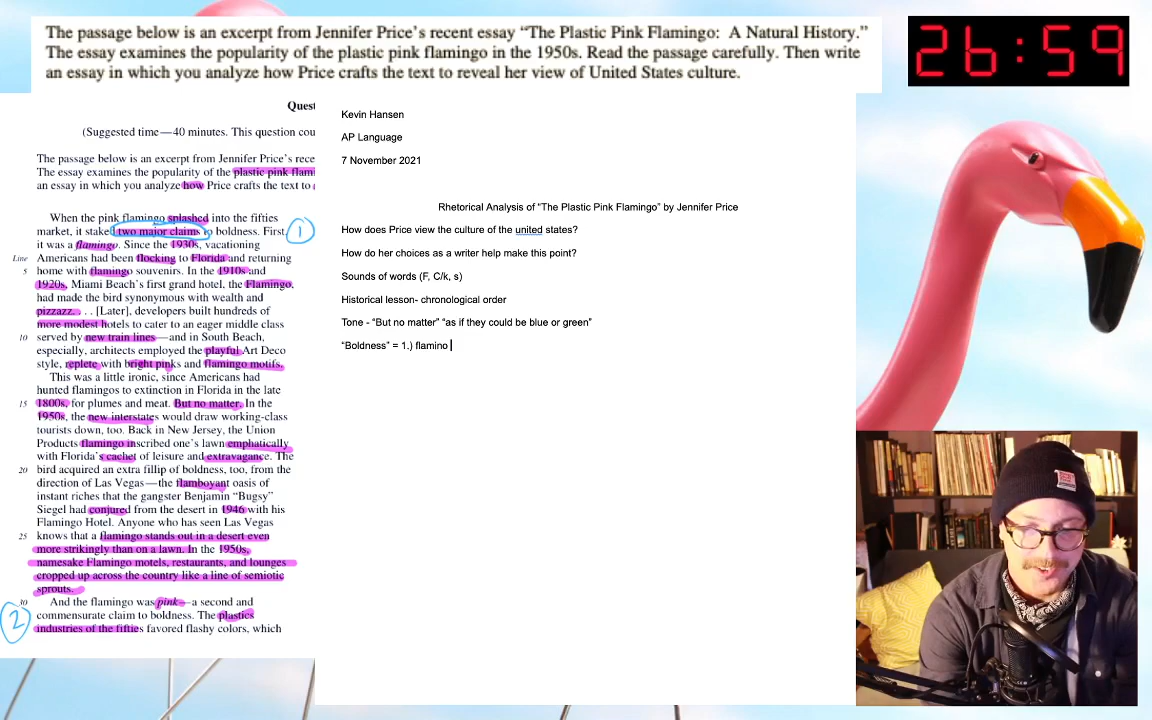 The passage below is an excerpt from Jennifer Price's recent essay “The Plastic Pink Flamingo: A Natural History.”
The essay examines the popularity of the plastic pink flamingo in the 1950s. Read the passage carefully. Then write
an essay in which you analyze how Price crafts the text to reveal her view of United States culture.
26:59
Quest
(Suggested time—40 minutes. This question cou
The passage below is an excerpt from Jennifer Price's rece
The essay examines the popularity of the plastic pink flam
an essay in which you analyze how Price crafts the text to
When the pink flamingo splashed into the fifties
market, it staked two major claims to boldness. First, 1
it was a flamingo. Since the 1930s, vacationing
Line Americans had been flocking to Florida and returning
5 home with flamingo souvenirs. In the 1910s and
1920s, Miami Beach's first grand hotel, the Flamingo,
had made the bird synonymous with wealth and
pizzazz. . . . [Later], developers built hundreds of
more modest hotels to cater to an eager middle class
10 served by new train lines—and in South Beach,
especially, architects employed the playful Art Deco
style, replete with bright pinks and flamingo motifs.
This was a little ironic, since Americans had
hunted flamingos to extinction in Florida in the late
15 1800s, for plumes and meat. But no matter. In the
1950s, the new interstates would draw working-class
tourists down, too. Back in New Jersey, the Union
Products flamingo inscribed one's lawn emphatically
with Florida's cachet of leisure and extravagance. The
20 bird acquired an extra fillip of boldness, too, from the
direction of Las Vegas—the flamboyant oasis of
instant riches that the gangster Benjamin “Bugsy”
Siegel had conjured from the desert in 1946 with his
Flamingo Hotel. Anyone who has seen Las Vegas
25 knows that a flamingo stands out in a desert even
more strikingly than on a lawn. In the 1950s,
namesake Flamingo motels, restaurants, and lounges
cropped up across the country like a line of semiotic
sprouts.
30 And the flamingo was pink—a second and
2 commensurate claim to boldness. The plastics
industries of the fifties favored flashy colors, which
Kevin Hansen
AP Language
7 November 2021
Rhetorical Analysis of “The Plastic Pink Flamingo” by Jennifer Price
How does Price view the culture of the united states?
How do her choices as a writer help make this point?
Sounds of words (F, C/k, s)
Historical lesson- chronological order
Tone - “But no matter” “as if they could be blue or green”
“Boldness” = 1.) flamino